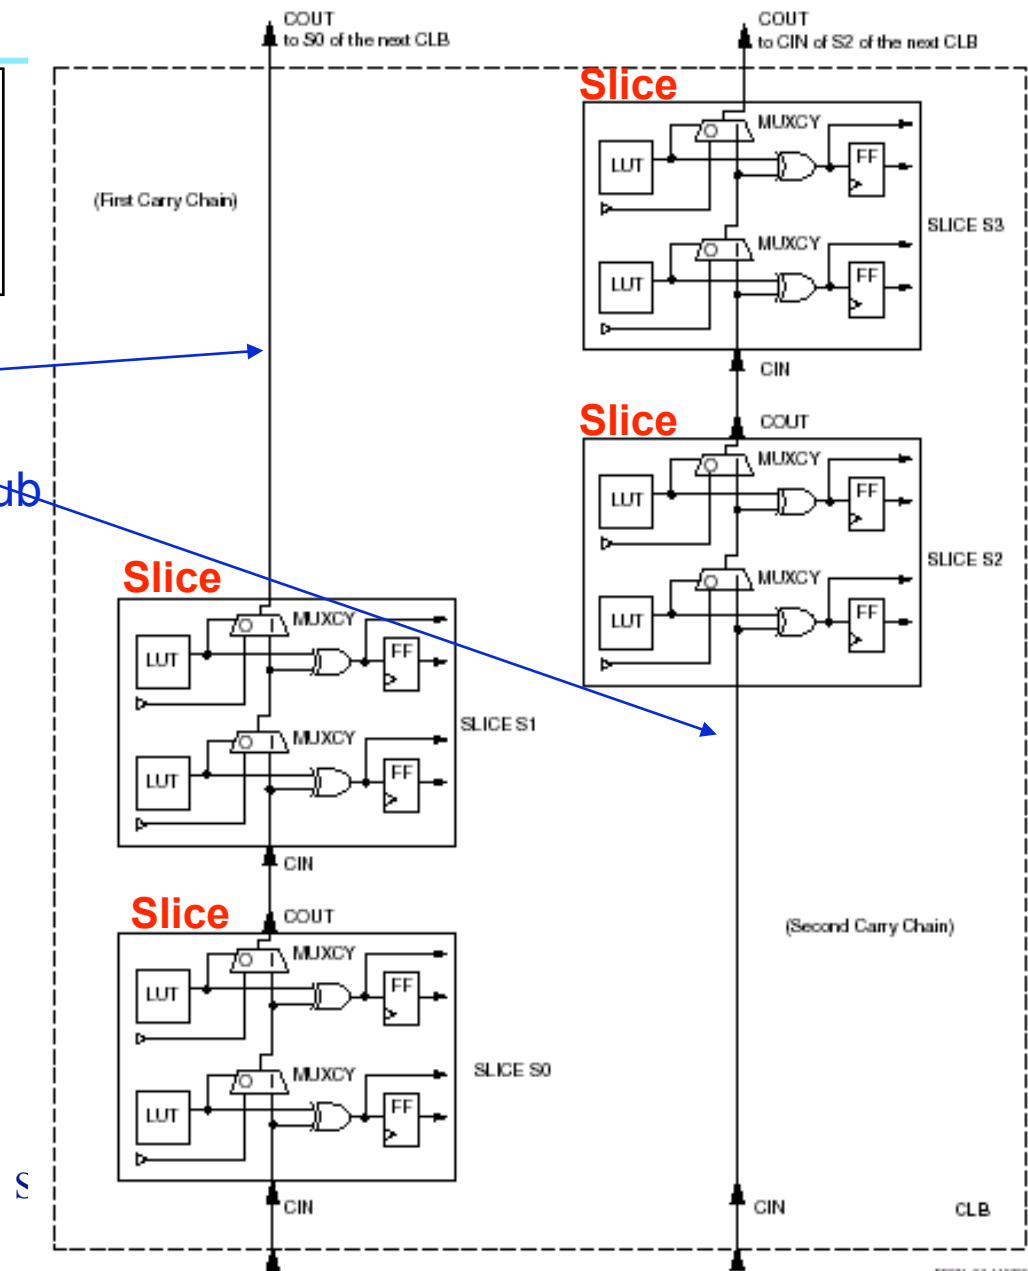 COUT
to S0 of the next CLB
COUT
to CIN of S2 of the next CLB
Slice
MUXCY
LUT
FF
(First Carry Chain)
SLICE S3
MUXCY
LUT
FF
CIN
Slice
COUT
MUXCY
LUT
FF
ub
SLICE S2
MUXCY
LUT
FF
Slice
MUXCY
LUT
FF
SLICE S1
MUXCY
LUT
FF
CIN
Slice
COUT
(Second Carry Chain)
MUXCY
LUT
FF
SLICE S0
MUXCY
LUT
FF
S
CIN
CIN
CLB